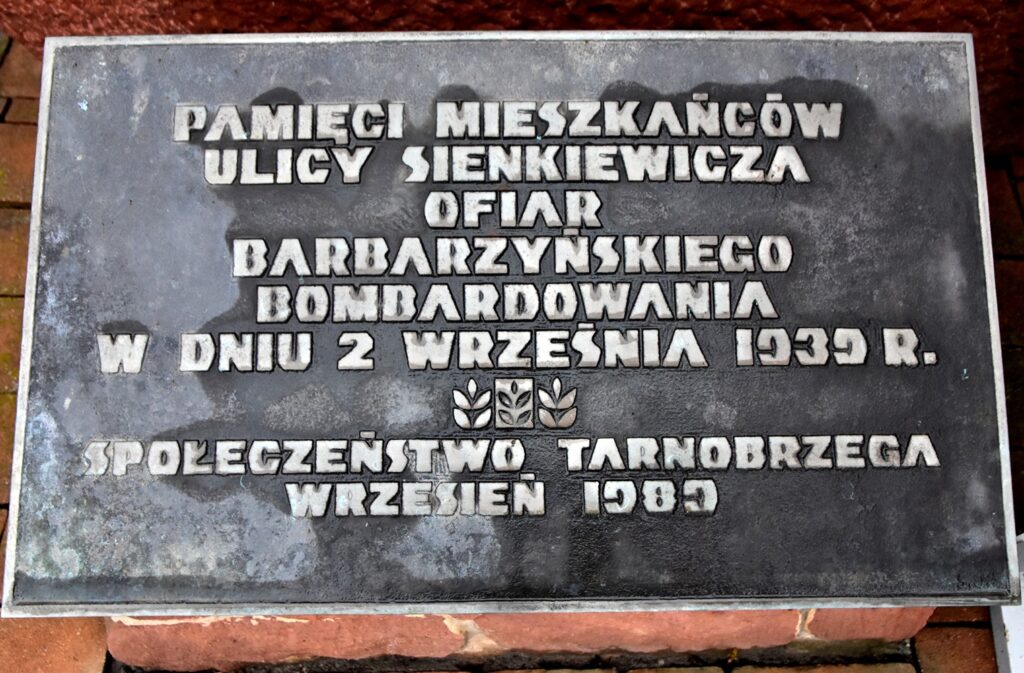 PAMIĘCI MIESZKAŃCÓW
ULICY SIENKIEWICZA
OFIAR
BARBARZYŃSKIEGO
BOMBARDOWANIA
W DNIU 2 WRZEŚNIA 1939 R.
SPOŁECZEŃSTWO TARNOBRZEGA
WRZESIEŃ 1989